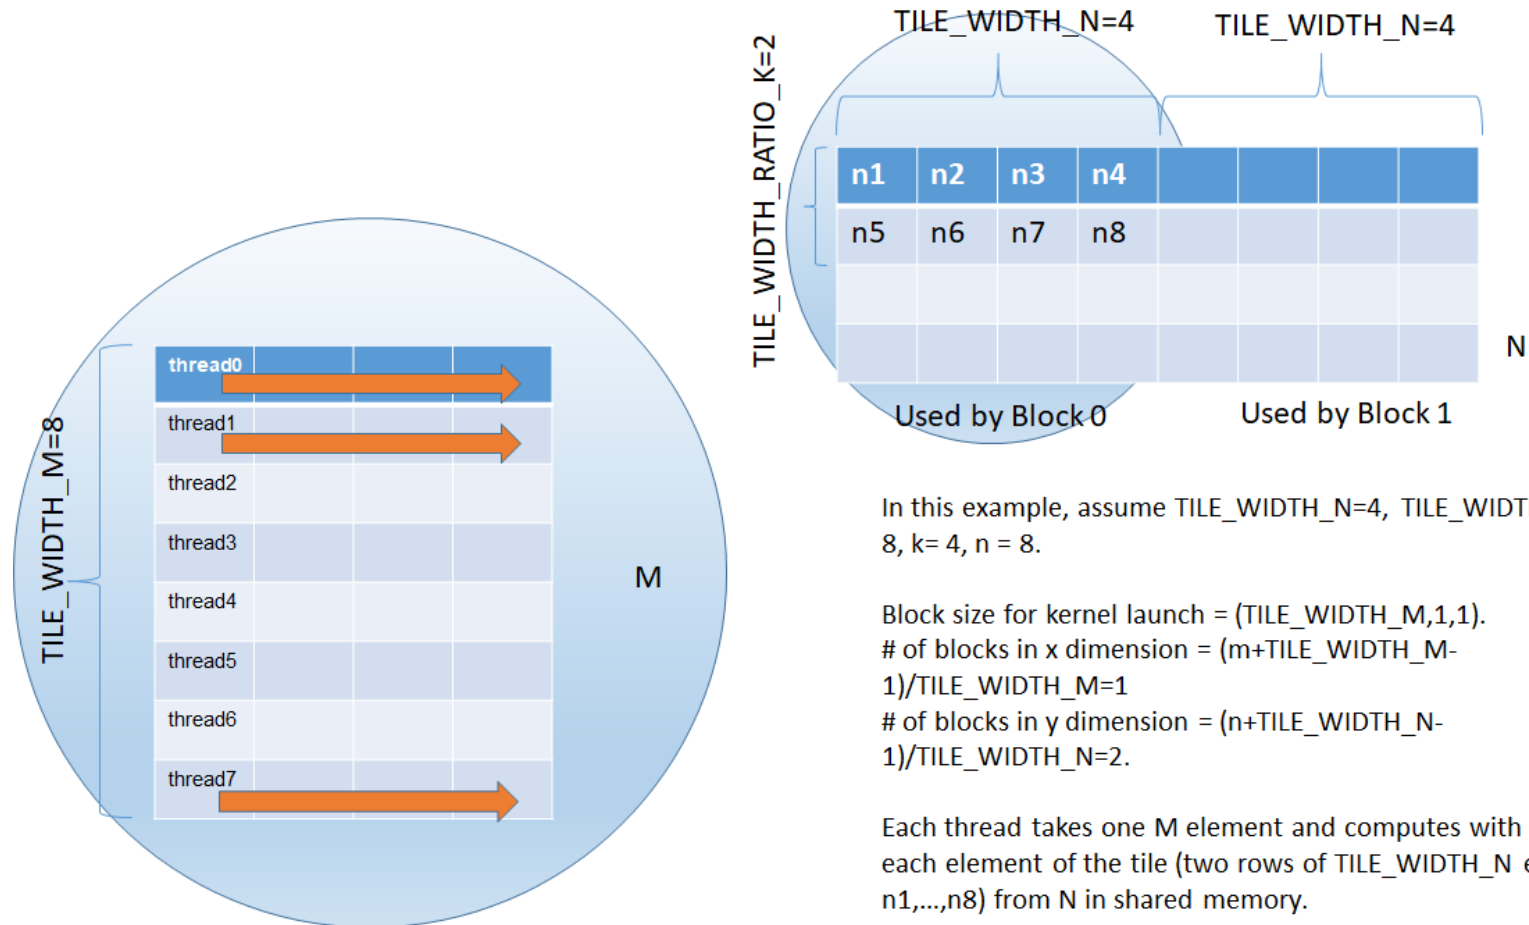 TILE_WIDTH_N=4 TILE_WIDTH_N=4
TILE_WIDTH_RATIO_K=2
n1 n2 n3 n4
n5 n6 n7 n8
N
Used by Block 0 Used by Block 1
TILE_WIDTH_M=8
thread0
thread1
thread2
thread3
thread4
thread5
thread6
thread7
M
In this example, assume TILE_WIDTH_N=4, TILE_WIDT
8, k= 4, n = 8.
Block size for kernel launch = (TILE_WIDTH_M,1,1).
# of blocks in x dimension = (m+TILE_WIDTH_M-
1)/TILE_WIDTH_M=1
# of blocks in y dimension = (n+TILE_WIDTH_N-
1)/TILE_WIDTH_N=2.
Each thread takes one M element and computes with
each element of the tile (two rows of TILE_WIDTH_N
n1,...,n8) from N in shared memory.